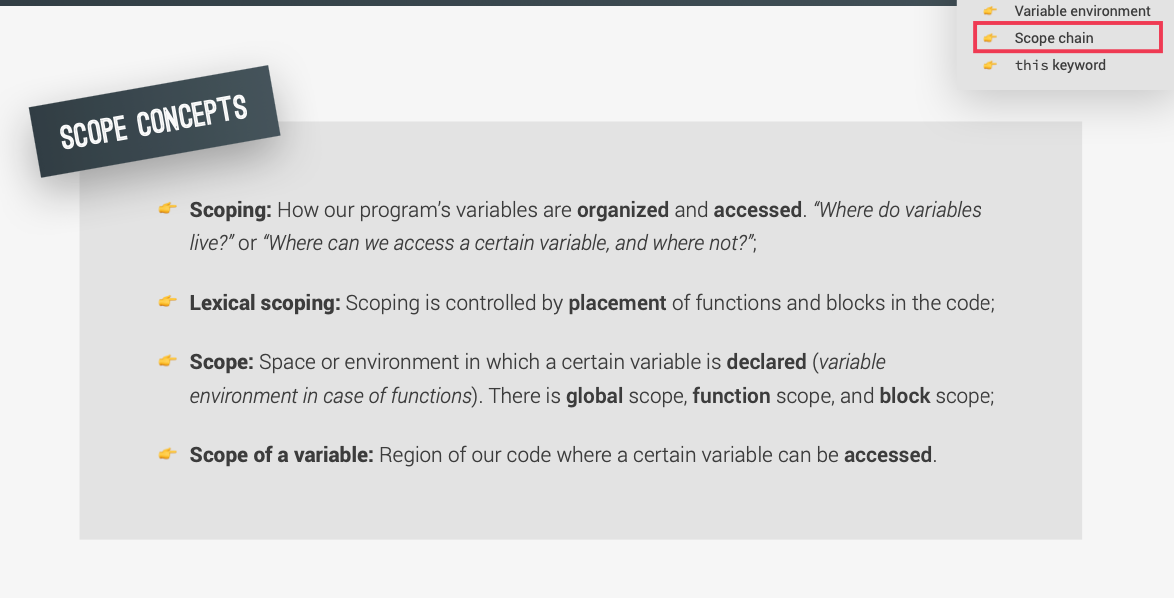 Variable environment
Scope chain
this keyword
SCOPE CONCEPTS
Scoping: How our program’s variables are organized and accessed. “Where do variables
live?” or “Where can we access a certain variable, and where not?”;
Lexical scoping: Scoping is controlled by placement of functions and blocks in the code;
Scope: Space or environment in which a certain variable is declared (variable
environment in case of functions). There is global scope, function scope, and block scope;
Scope of a variable: Region of our code where a certain variable can be accessed.